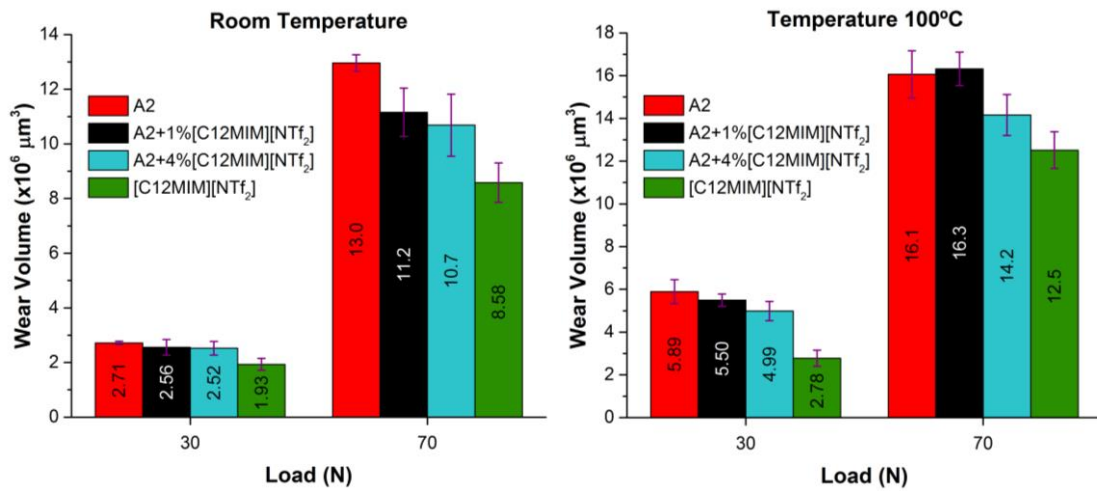 Room Temperature
Wear Volume (x10⁶ μm³)
14
12
10
8
6
4
2
0
A2
A2+1%[C12MIM][NTf₂]
A2+4%[C12MIM][NTf₂]
[C12MIM][NTf₂]
2.71
2.56
2.52
1.93
13.0
11.2
10.7
8.58
30
70
Load (N)
Temperature 100ºC
Wear Volume (x10⁶ μm³)
18
16
14
12
10
8
6
4
2
0
A2
A2+1%[C12MIM][NTf₂]
A2+4%[C12MIM][NTf₂]
[C12MIM][NTf₂]
5.89
5.50
4.99
2.78
16.1
16.3
14.2
12.5
30
70
Load (N)